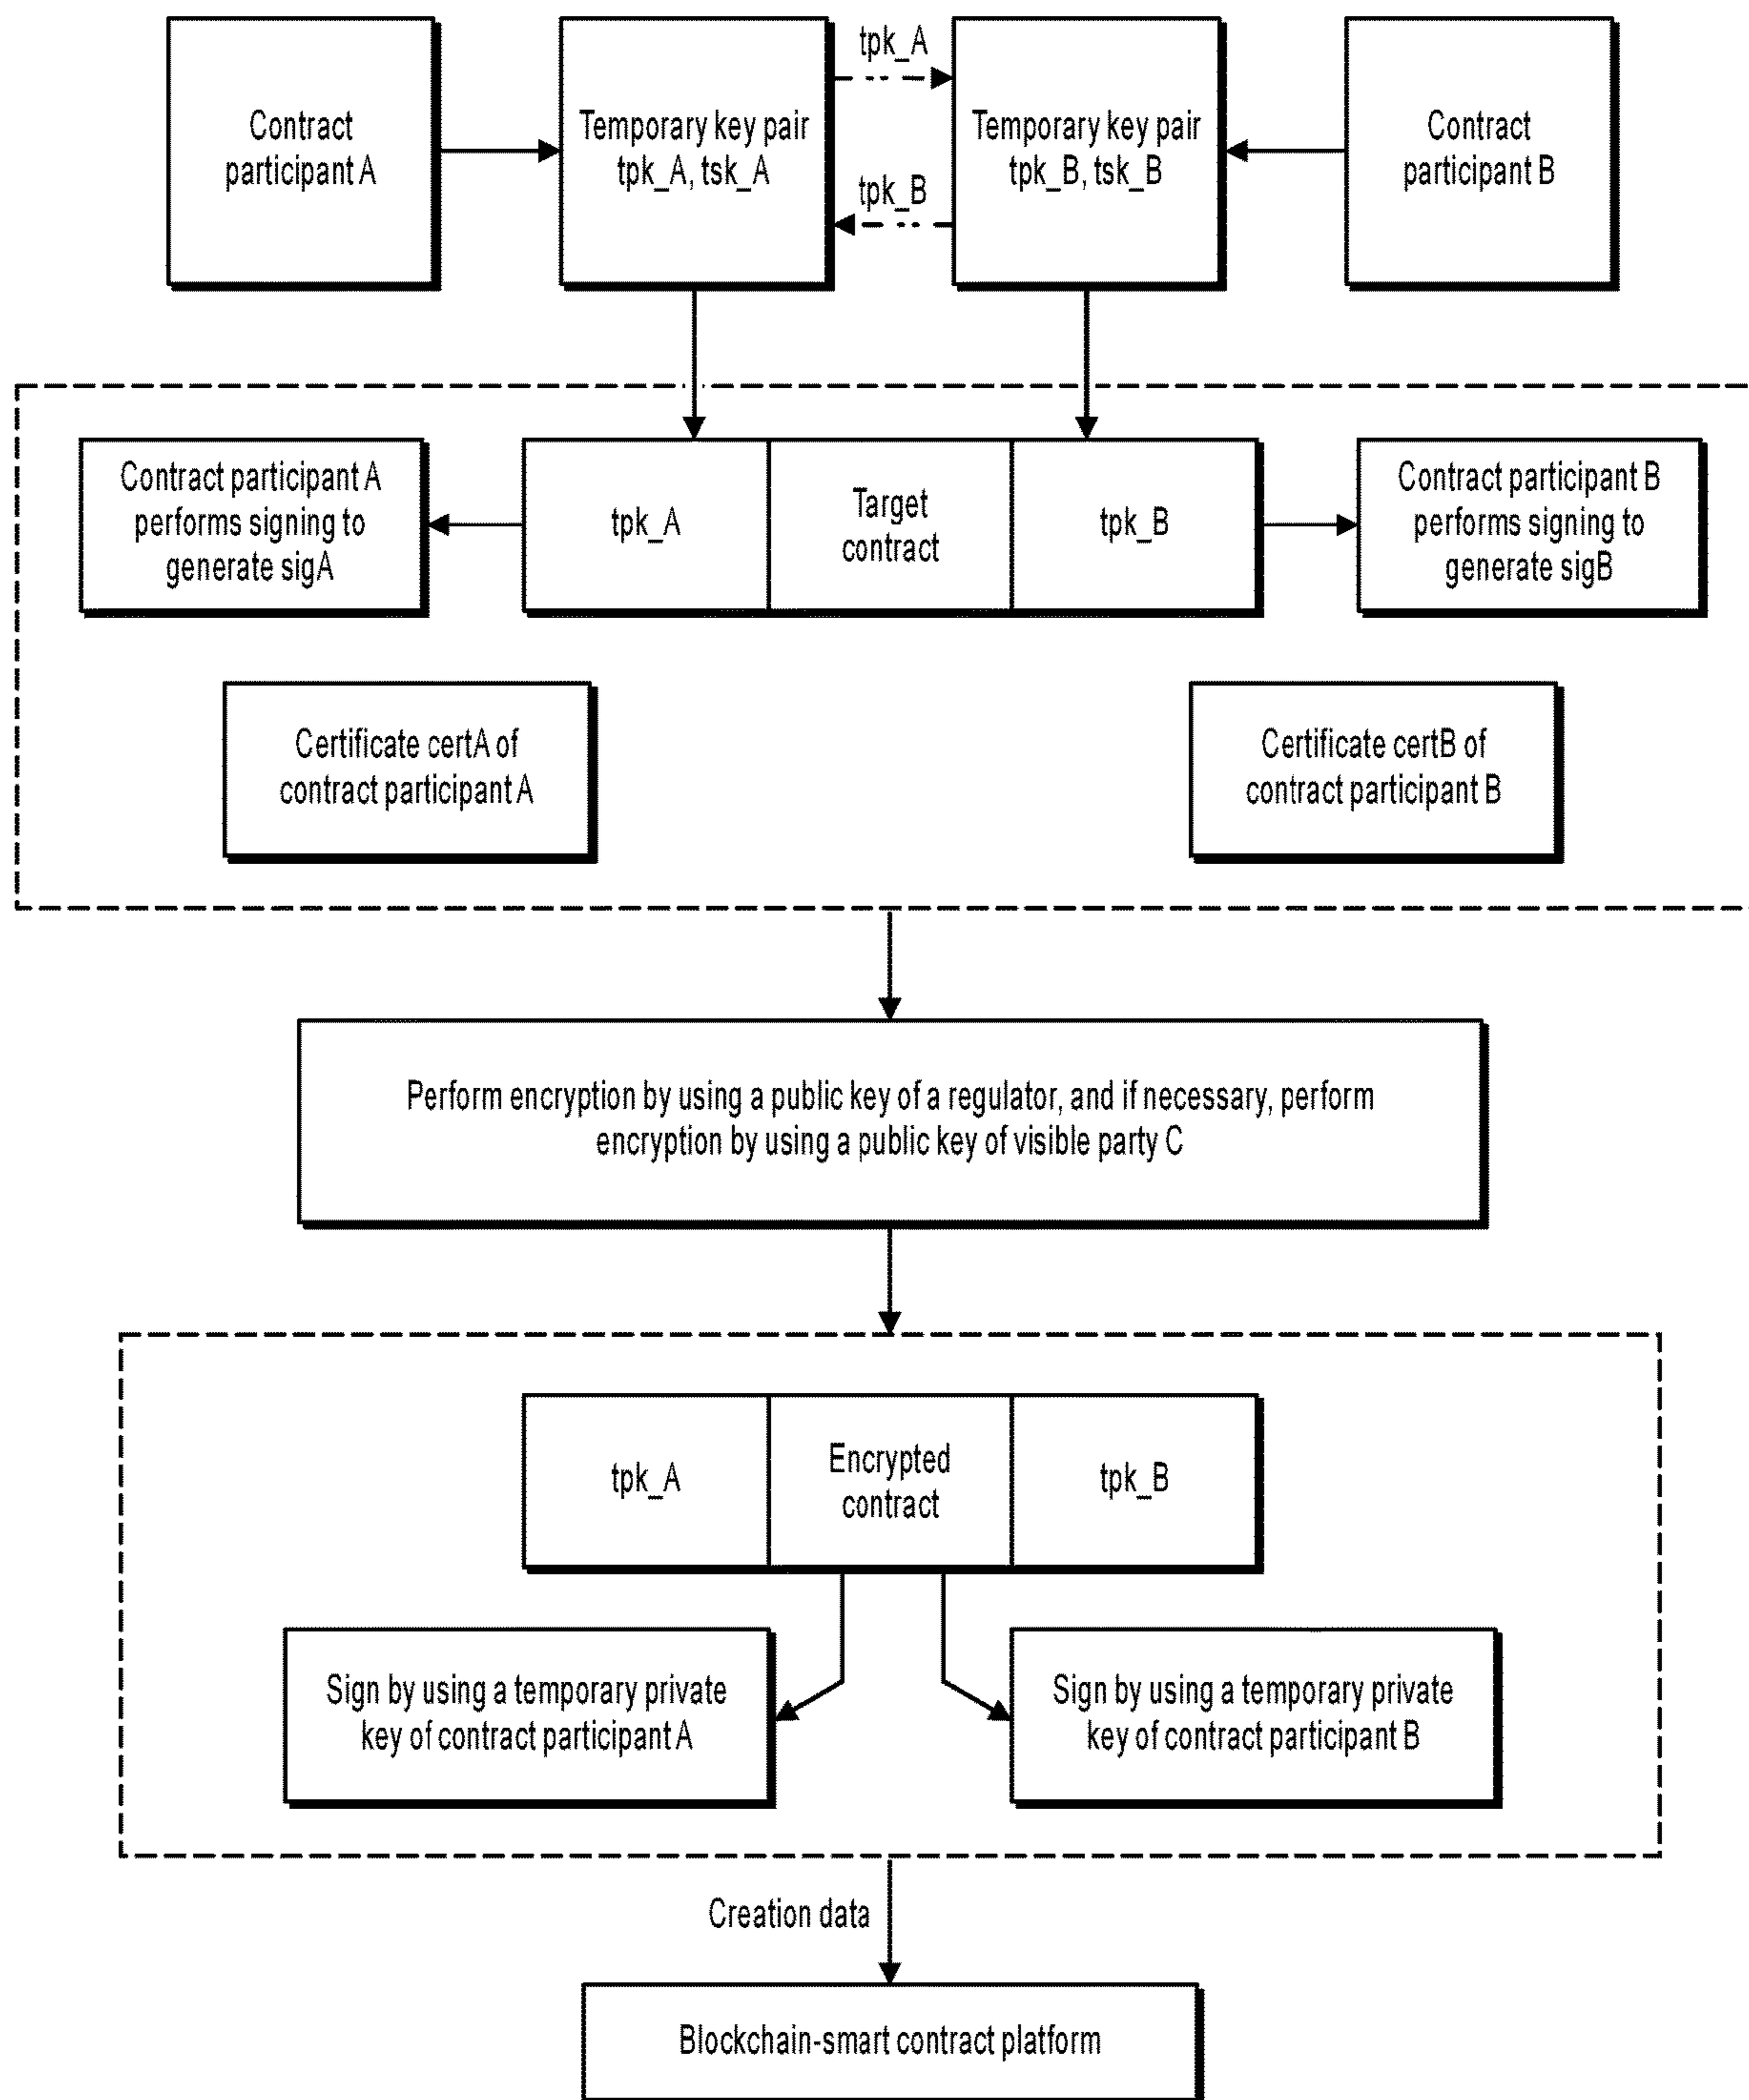 Contract
participant A
Temporary key pair
tpk_A, tsk_A
tpk_A
tpk_B
Temporary key pair
tpk_B, tsk_B
Contract
participant B
Contract participant A
performs signing to
generate sigA
tpk_A
Target
contract
tpk_B
Contract participant B
performs signing to
generate sigB
Certificate certA of
contract participant A
Certificate certB of
contract participant B
Perform encryption by using a public key of a regulator, and if necessary, perform
encryption by using a public key of visible party C
tpk_A
Encrypted
contract
tpk_B
Sign by using a temporary private
key of contract participant A
Sign by using a temporary private
key of contract participant B
Creation data
Blockchain-smart contract platform